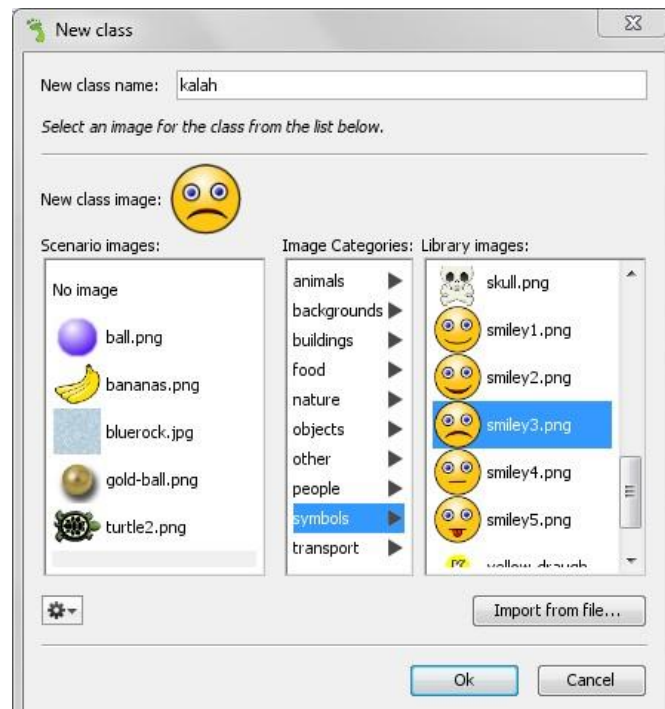 New class
New class name: kalah
Select an image for the class from the list below.
New class image:
Scenario images:
No image
ball.png
bananas.png
bluerock.jpg
gold-ball.png
turtle2.png
Image Categories:
animals
backgrounds
buildings
food
nature
objects
other
people
symbols
transport
Library images:
skull.png
smiley1.png
smiley2.png
smiley3.png
smiley4.png
smiley5.png
Import from file...
Ok
Cancel